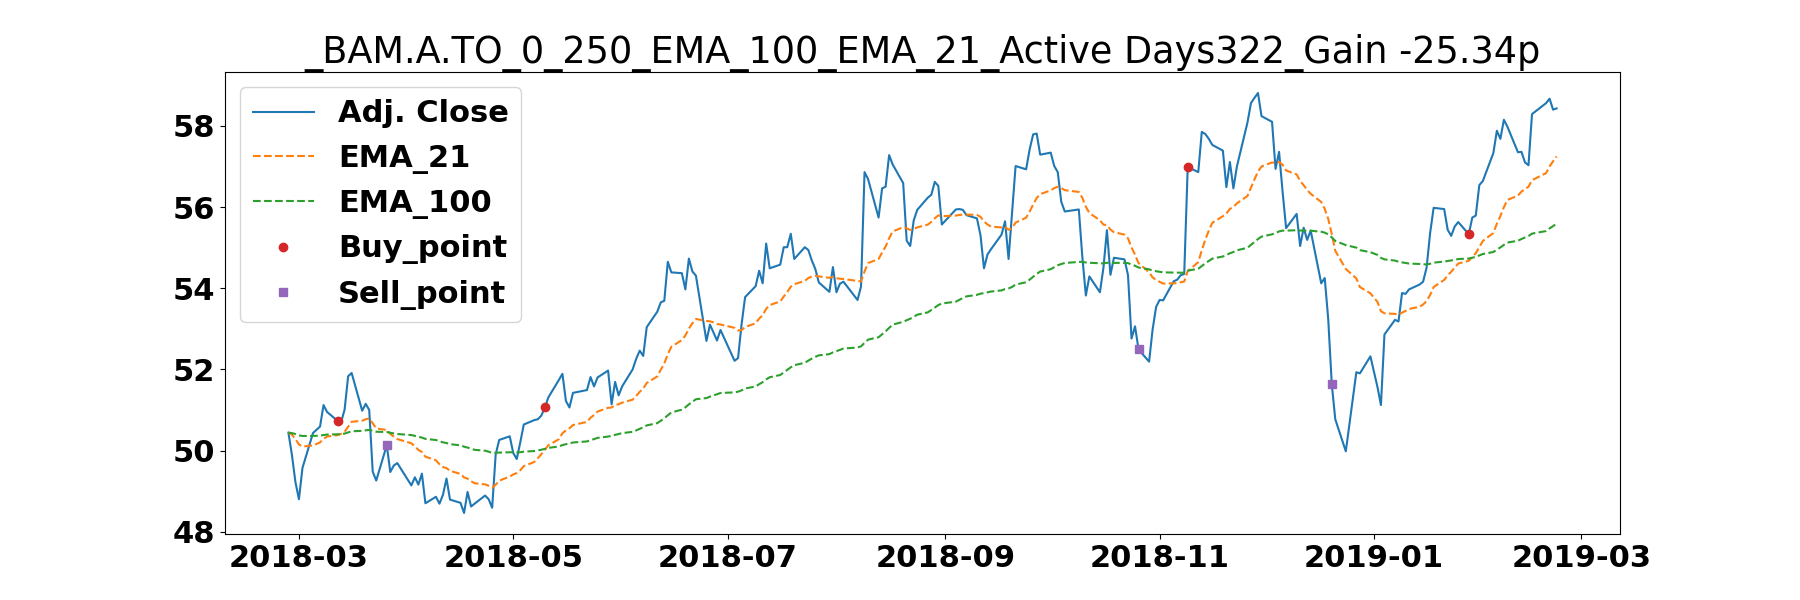 _BAM.A.TO_0_250_EMA_100_EMA_21_Active Days322_Gain -25.34p
Adj. Close
EMA_21
EMA_100
Buy_point
Sell_point
58
56
54
52
50
48
2018-03 2018-05 2018-07 2018-09 2018-11 2019-01 2019-03